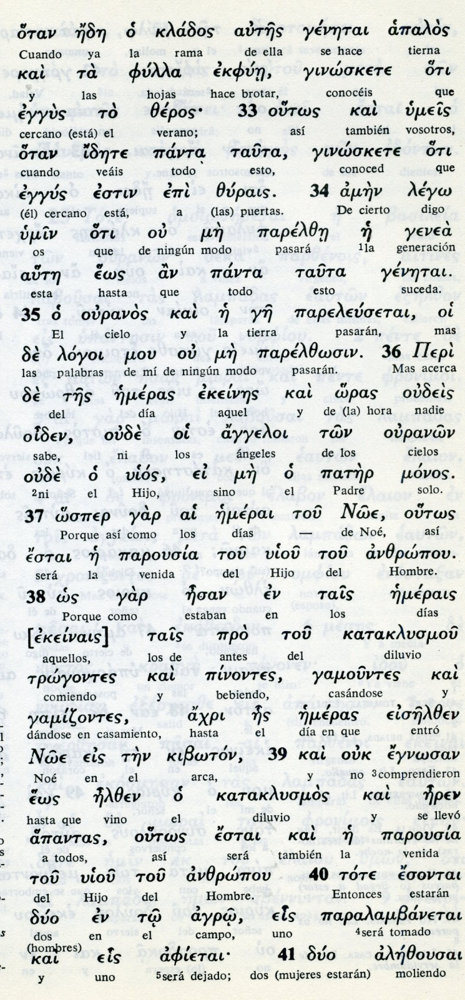 ὅταν ἤδη ὁ κλάδος αὐτῆς γένηται ἁπαλὸς
Cuando ya la rama de ella se hace tierna
καὶ τὰ φύλλα ἐκφύῃ, γινώσκετε ὅτι
y las hojas hace brotar, conocéis que
ἐγγὺς τὸ θέρος· 33 οὕτως καὶ ὑμεῖς
cercano (está) el verano; así también vosotros,
ὅταν ἴδητε πάντα ταῦτα, γινώσκετε ὅτι
cuando veáis todo esto, conoced que
ἐγγύς ἐστιν ἐπὶ θύραις. 34 ἀμὴν λέγω
(él) cercano está, a (las) puertas. De cierto digo
ὑμῖν ὅτι οὐ μὴ παρέλθῃ ἡ γενεὰ
os que de ningún modo pasará 1la generación
αὕτη ἕως ἂν πάντα ταῦτα γένηται.
esta hasta que todo esto suceda.
35 ὁ οὐρανὸς καὶ ἡ γῆ παρελεύσεται, οἱ
El cielo y la tierra pasarán, mas
δὲ λόγοι μου οὐ μὴ παρέλθωσιν. 36 Περὶ
las palabras de mí de ningún modo pasarán. Mas acerca
δὲ τῆς ἡμέρας ἐκείνης καὶ ὥρας οὐδεὶς
del día aquel y de (la) hora nadie
οἶδεν, οὐδὲ οἱ ἄγγελοι τῶν οὐρανῶν
sabe, ni los ángeles de los cielos
οὐδὲ ὁ υἱός, εἰ μὴ ὁ πατὴρ μόνος.
2ni el Hijo, sino el Padre solo.
37 ὥσπερ γὰρ αἱ ἡμέραι τοῦ Νῶε, οὕτως
Porque así como los días de Noé, así
ἔσται ἡ παρουσία τοῦ υἱοῦ τοῦ ἀνθρώπου.
será la venida del Hijo del Hombre.
38 ὡς γὰρ ἦσαν ἐν ταῖς ἡμέραις
Porque como estaban en los días
[ἐκείναις] ταῖς πρὸ τοῦ κατακλυσμοῦ
aquellos, los de antes del diluvio
τρώγοντες καὶ πίνοντες, γαμοῦντες καὶ
comiendo y bebiendo, casándose y
γαμίζοντες, ἄχρι ἧς ἡμέρας εἰσῆλθεν
dándose en casamiento, hasta el día en que entró
Νῶε εἰς τὴν κιβωτόν, 39 καὶ οὐκ ἔγνωσαν
Noé en el arca, y no 3comprendieron
ἕως ἦλθεν ὁ κατακλυσμὸς καὶ ἦρεν
hasta que vino el diluvio y se llevó
ἅπαντας, οὕτως ἔσται καὶ ἡ παρουσία
a todos, así será también la venida
τοῦ υἱοῦ τοῦ ἀνθρώπου 40 τότε ἔσονται
del Hijo del Hombre. Entonces estarán
δύο ἐν τῷ ἀγρῷ, εἷς παραλαμβάνεται
dos en el campo, uno 4será tomado
(hombres)
καὶ εἷς ἀφίεται· 41 δύο ἀλήθουσαι
y uno 5será dejado; dos (mujeres estarán) moliendo